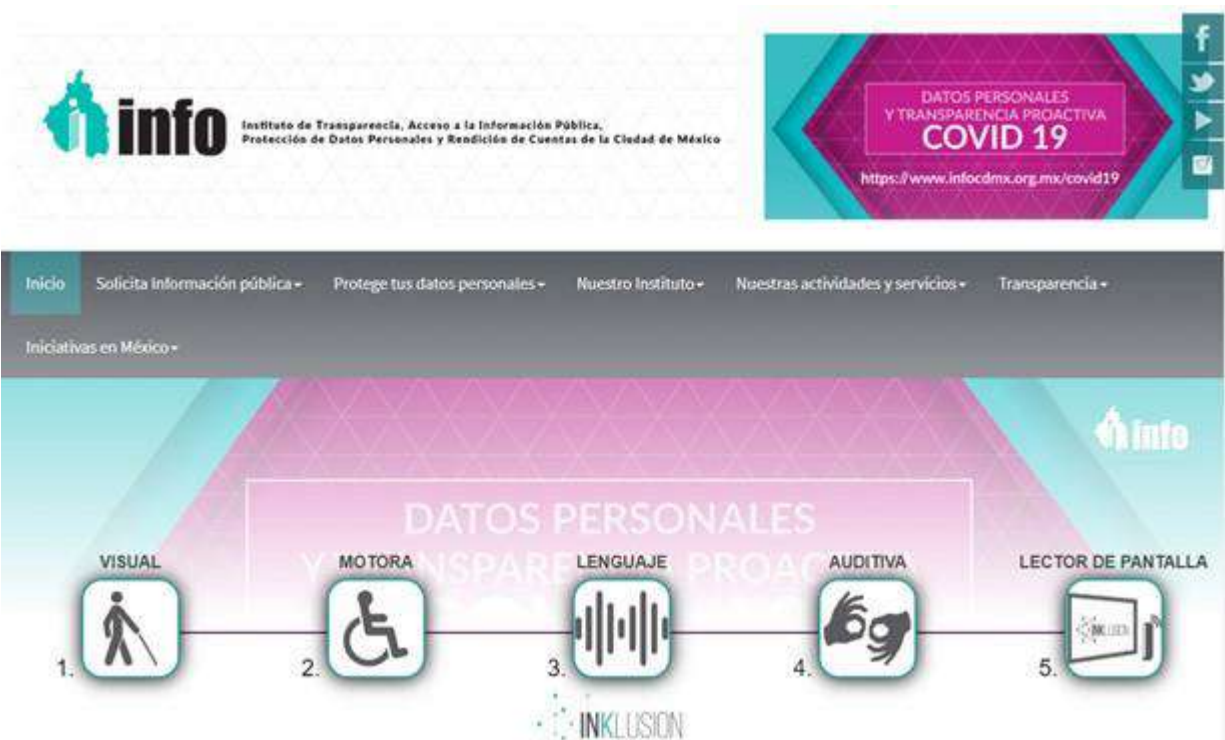 info
Instituto de Transparencia, Acceso a la Información Pública,
Protección de Datos Personales y Rendición de Cuentas de la Ciudad de México
DATOS PERSONALES
Y TRANSPARENCIA PROACTIVA
COVID 19
https://www.infocdmx.org.mx/covid19
Inicio Solicita Información pública Protege tus datos personales Nuestro Instituto Nuestras actividades y servicios Transparencia
Iniciativas en México
info
DATOS PERSONALES
VISUAL MOTORA LENGUAJE AUDITIVA LECTOR DE PANTALLA
INKLUSION
1. 2. 3. 4. 5.
INKLUSION